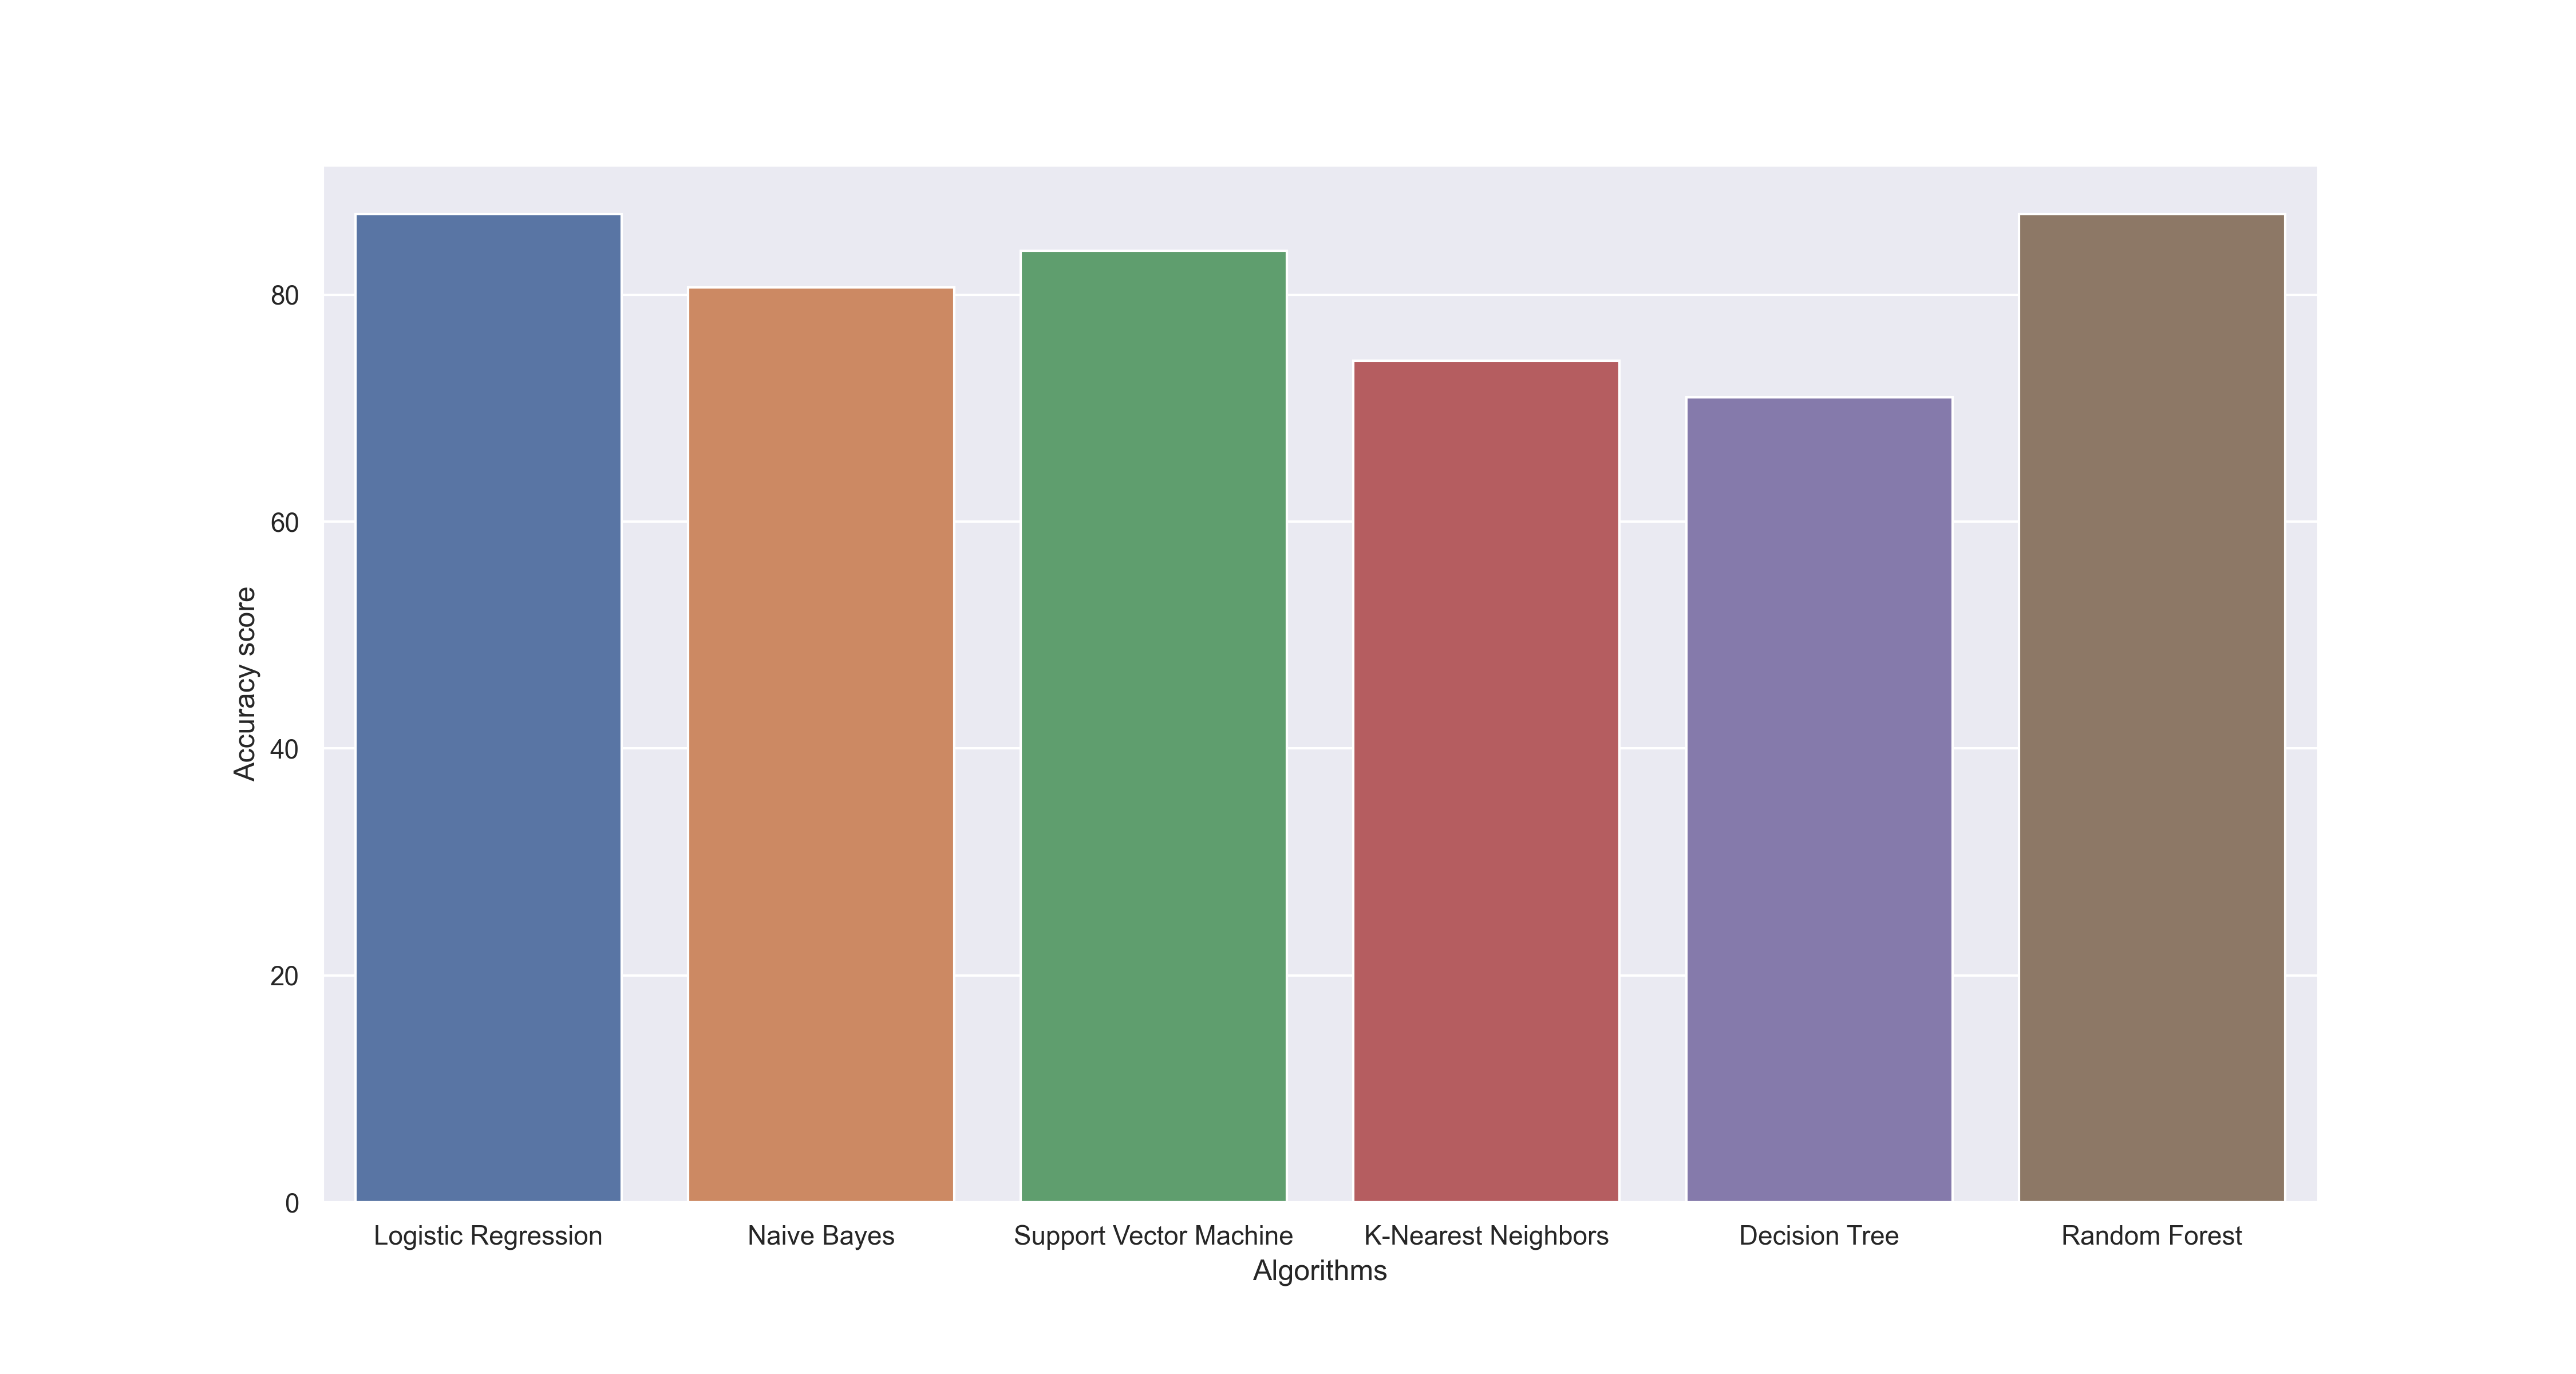 80
60
40
20
0
Accuracy score
Logistic Regression
Naive Bayes
Support Vector Machine
K-Nearest Neighbors
Decision Tree
Random Forest
Algorithms